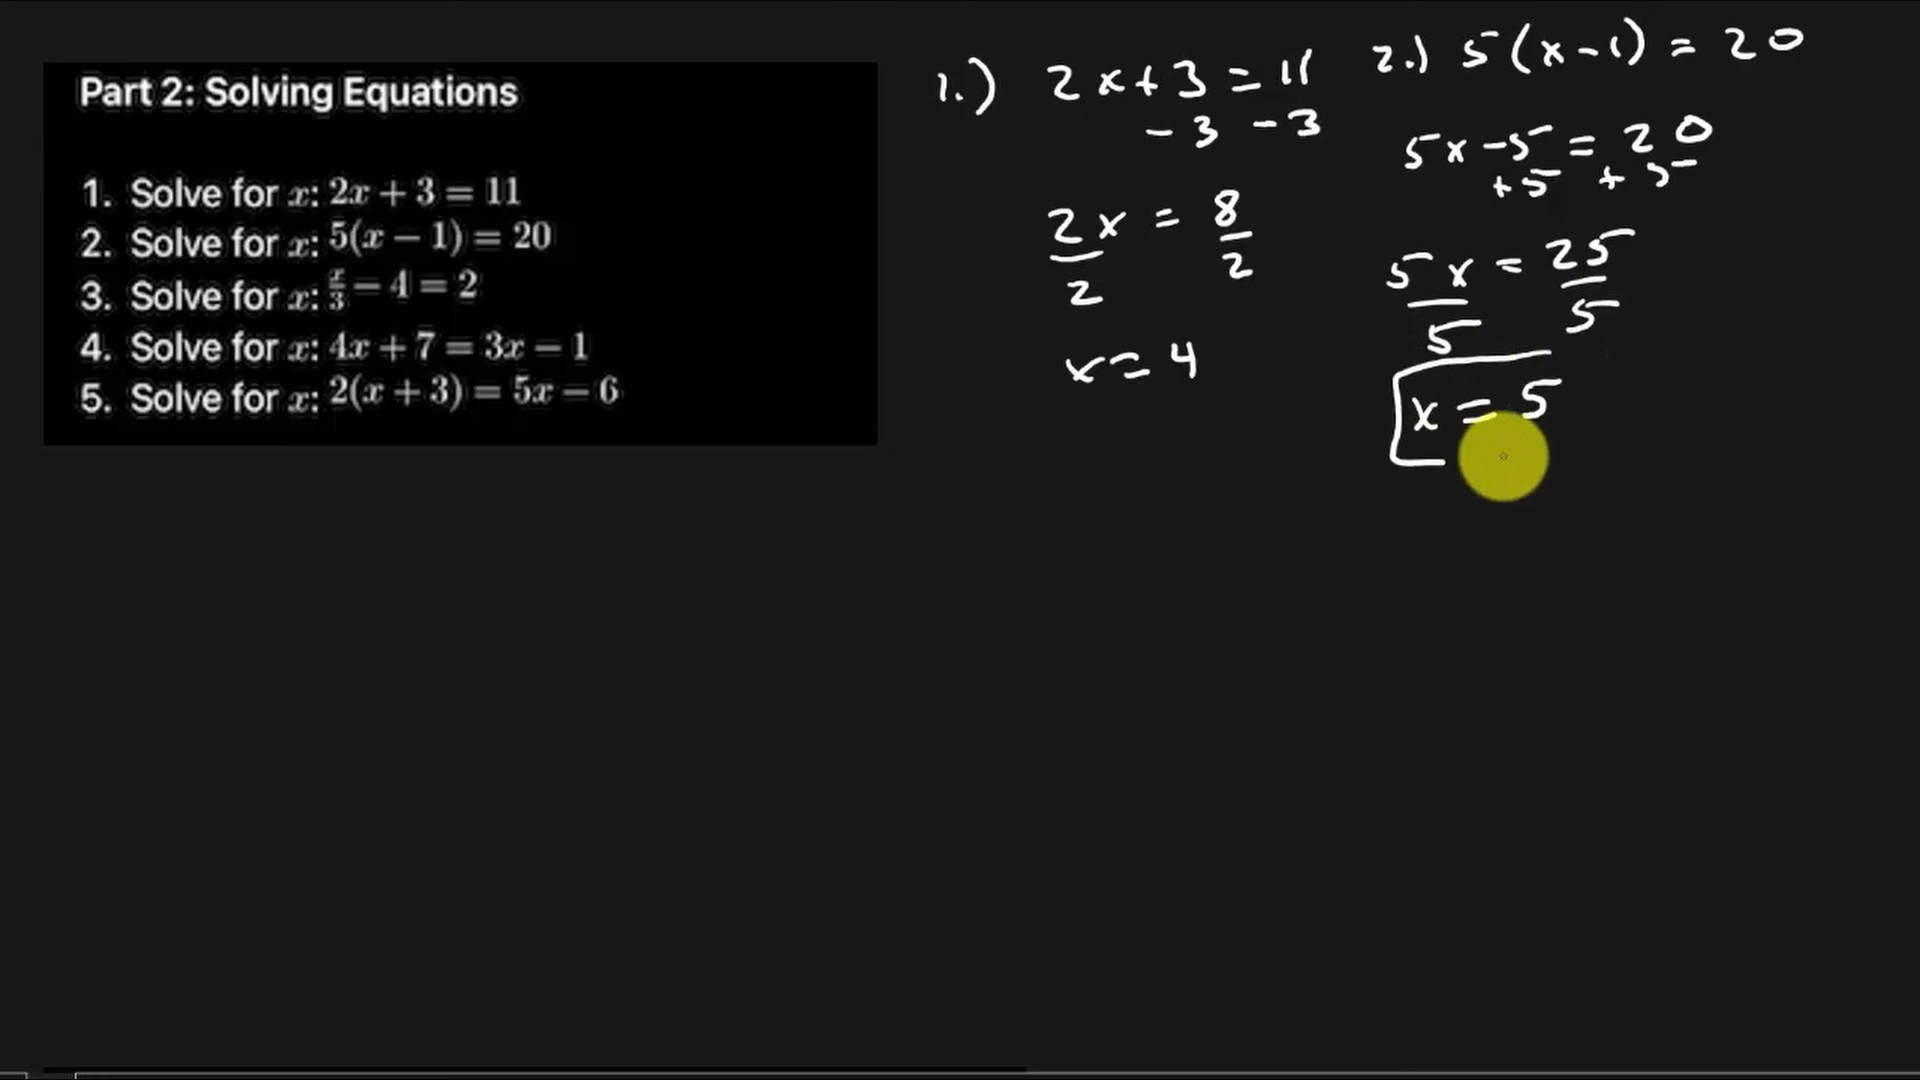 Part 2: Solving Equations
1. Solve for x: 2x + 3 = 11
2. Solve for x: 5(x − 1) = 20
3. Solve for x: x/3 − 4 = 2
4. Solve for x: 4x + 7 = 3x − 1
5. Solve for x: 2(x + 3) = 5x − 6
1.) 2x+3=11
-3 -3
2x = 8
2 2
x = 4
2.) 5(x-1) = 20
5x-5 = 20
+5 +5
5x = 25
5 5
x = 5